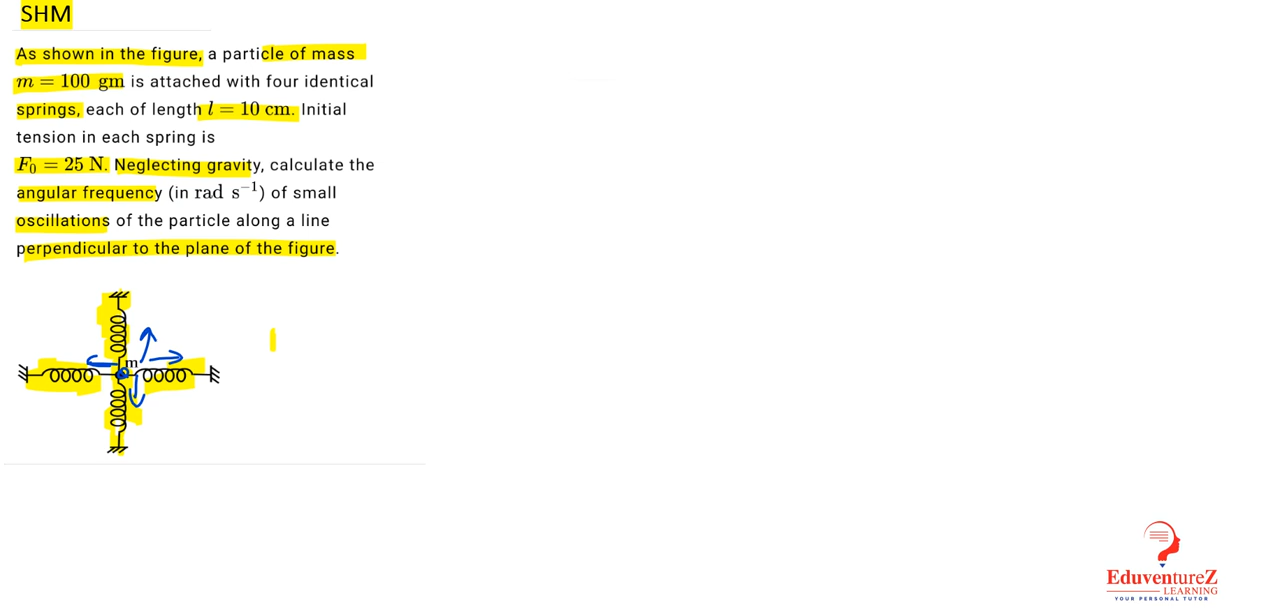 SHM
As shown in the figure, a particle of mass
m = 100 gm is attached with four identical
springs, each of length l = 10 cm. Initial
tension in each spring is
F₀ = 25 N. Neglecting gravity, calculate the
angular frequency (in rad s⁻¹) of small
oscillations of the particle along a line
perpendicular to the plane of the figure.
m
EduventureZ
LEARNING
YOUR PERSONAL TUTOR